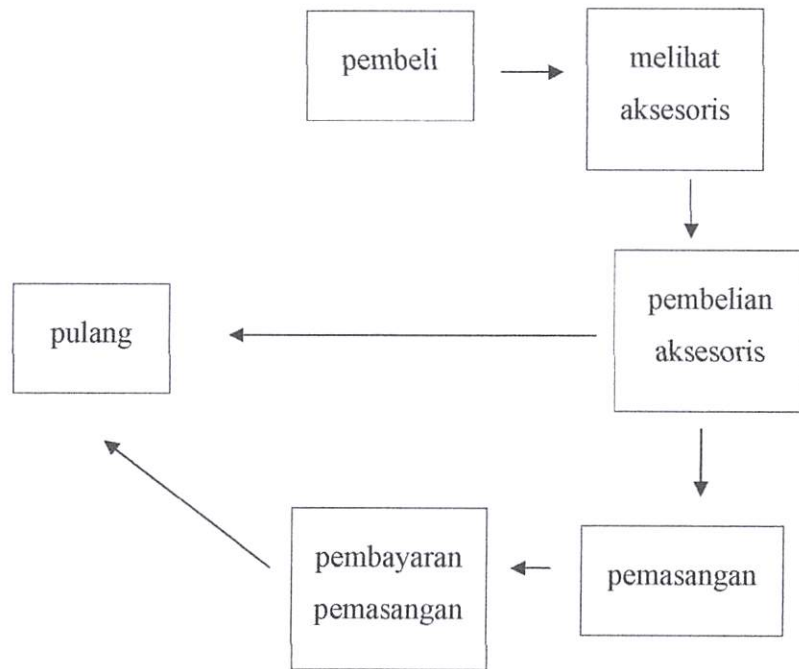 pembeli
melihat
aksesoris
pembelian
aksesoris
pulang
pembayaran
pemasangan
pemasangan